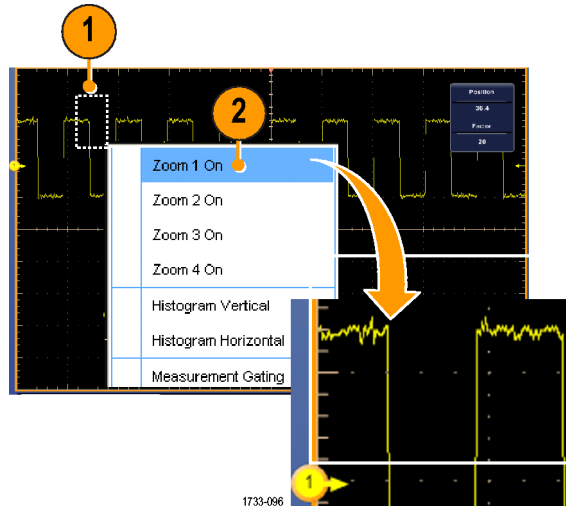 1
2
Position
36.4
Factor
20
Zoom 1 On
Zoom 2 On
Zoom 3 On
Zoom 4 On
Histogram Vertical
Histogram Horizontal
Measurement Gating
1
1733-096